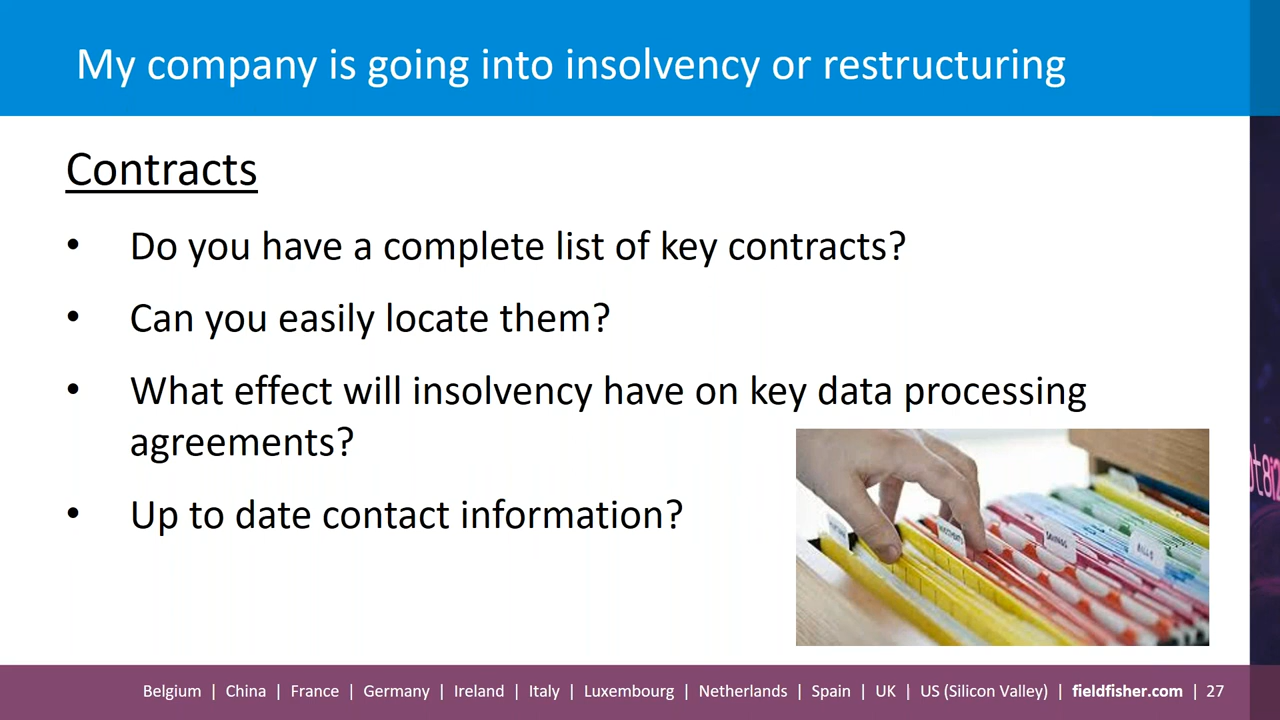 My company is going into insolvency or restructuring
Contracts
• Do you have a complete list of key contracts?
• Can you easily locate them?
• What effect will insolvency have on key data processing
agreements?
• Up to date contact information?
Belgium | China | France | Germany | Ireland | Italy | Luxembourg | Netherlands | Spain | UK | US (Silicon Valley) | fieldfisher.com | 27